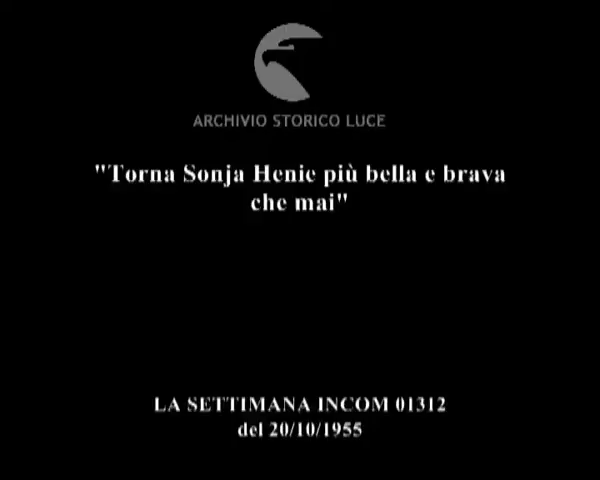 ARCHIVIO STORICO LUCE
"Torna Sonja Henie più bella e brava
che mai"
LA SETTIMANA INCOM 01312
del 20/10/1955